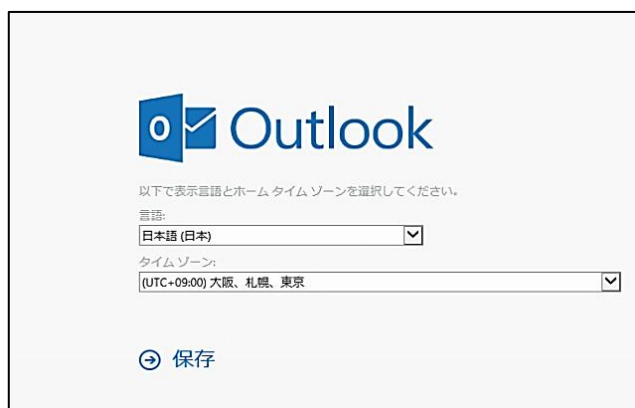 Outlook
以下で表示言語とホーム タイム ゾーンを選択してください。
言語:
日本語 (日本)
タイム ゾーン:
(UTC+09:00) 大阪、札幌、東京
保存